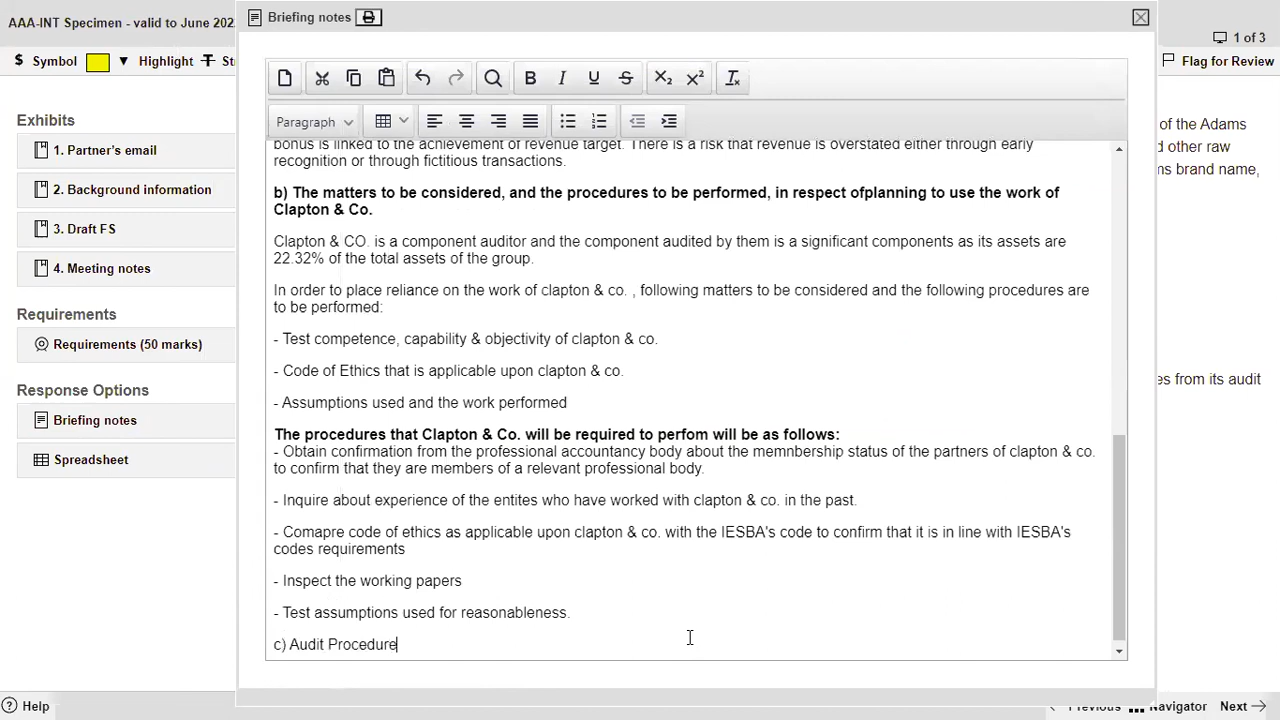 AAA-INT Specimen - valid to June 202
Briefing notes
1 of 3
$ Symbol
Highlight
T
Flag for Review
B I U S X₂ X²
Paragraph
Exhibits
1. Partner's email
2. Background information
3. Draft FS
4. Meeting notes
Requirements
Requirements (50 marks)
Response Options
Briefing notes
Spreadsheet
bonus is linked to the achievement of revenue target. There is a risk that revenue is overstated either through early
recognition or through fictitious transactions.
b) The matters to be considered, and the procedures to be performed, in respect ofplanning to use the work of
Clapton & Co.
Clapton & CO. is a component auditor and the component audited by them is a significant components as its assets are
22.32% of the total assets of the group.
In order to place reliance on the work of clapton & co. , following matters to be considered and the following procedures are
to be performed:
- Test competence, capability & objectivity of clapton & co.
- Code of Ethics that is applicable upon clapton & co.
- Assumptions used and the work performed
The procedures that Clapton & Co. will be required to perfom will be as follows:
- Obtain confirmation from the professional accountancy body about the memnbership status of the partners of clapton & co.
to confirm that they are members of a relevant professional body.
- Inquire about experience of the entites who have worked with clapton & co. in the past.
- Comapre code of ethics as applicable upon clapton & co. with the IESBA's code to confirm that it is in line with IESBA's
codes requirements
- Inspect the working papers
- Test assumptions used for reasonableness.
c) Audit Procedure
of the Adams
d other raw
ms brand name,
es from its audit
Help
Previous
Navigator
Next